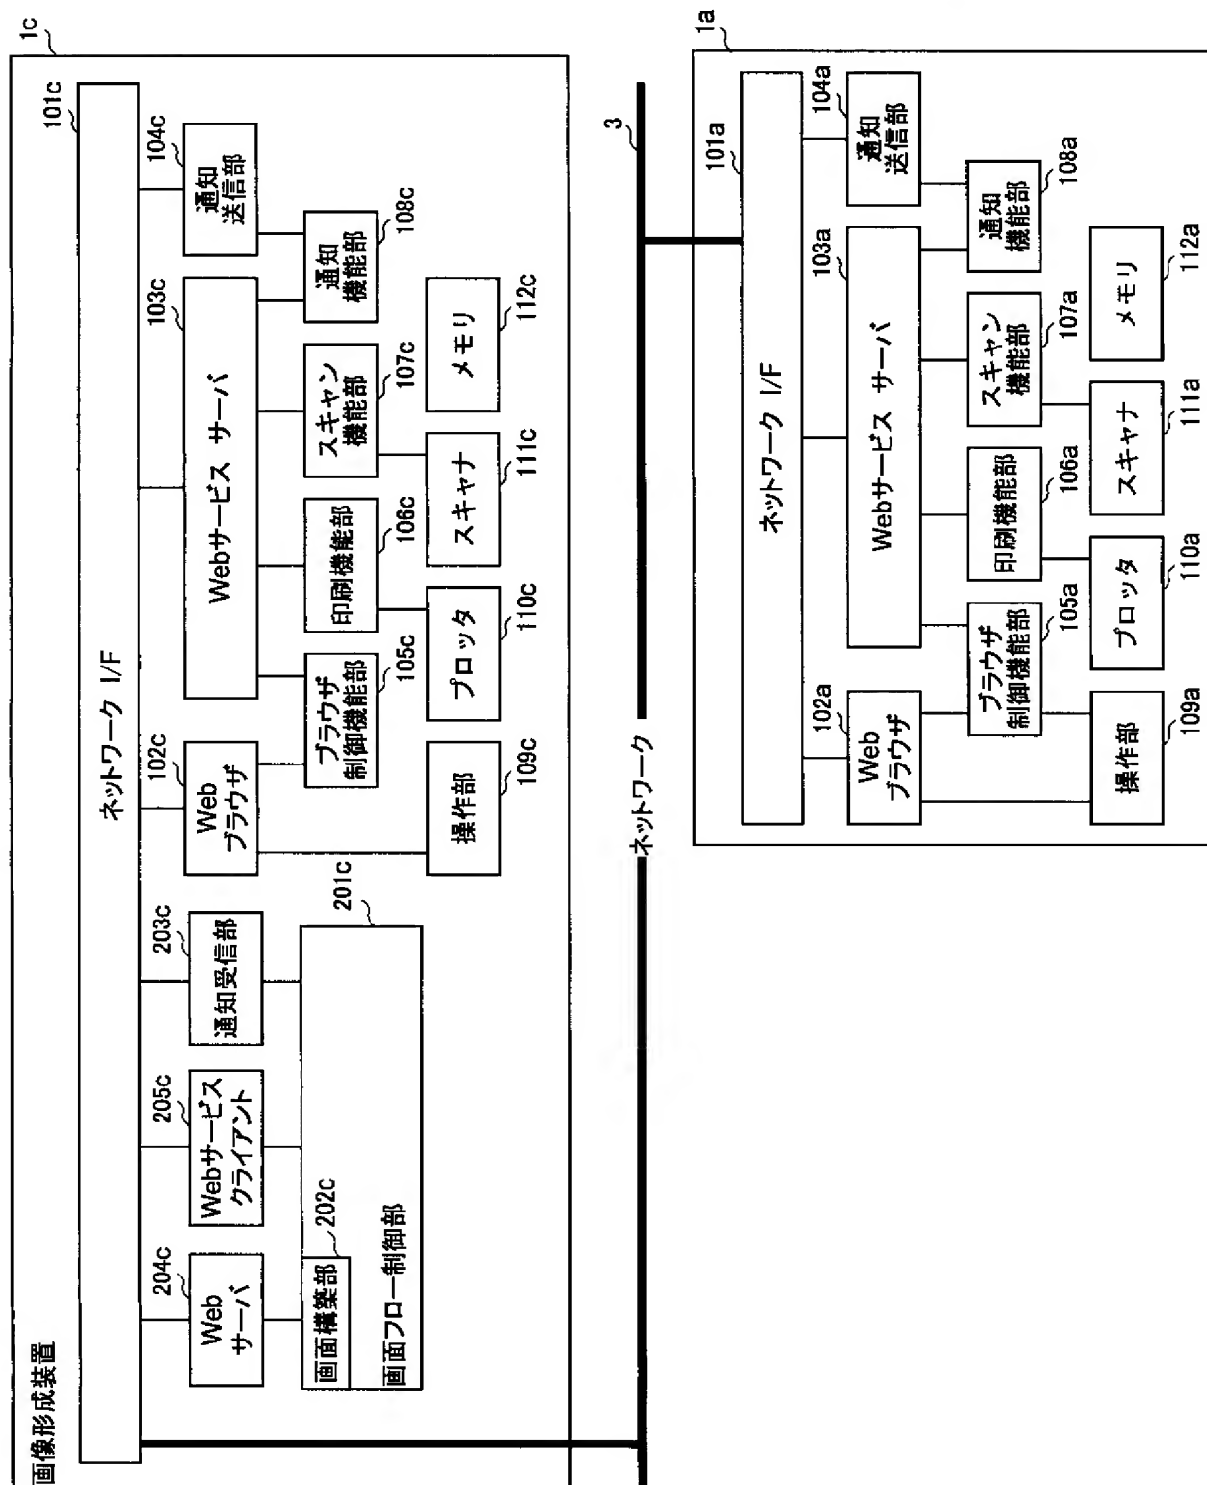 画像形成装置
1c
101c
ネットワーク I/F
204c
Web
サーバ
205c
Webサービス
クライアント
203c
通知受信部
102c
Web
ブラウザ
103c
Webサービス サーバ
104c
通知
送信部
202c
画面構築部
画面フロー制御部
201c
ブラウザ
制御機能部
105c
印刷機能部
106c
スキャン
機能部
107c
通知
機能部
108c
操作部
109c
プロッタ
110c
スキャナ
111c
メモリ
112c
ネットワーク
3
1a
101a
ネットワーク I/F
102a
Web
ブラウザ
103a
Webサービス サーバ
104a
通知
送信部
ブラウザ
制御機能部
105a
印刷機能部
106a
スキャン
機能部
107a
通知
機能部
108a
操作部
109a
プロッタ
110a
スキャナ
111a
メモリ
112a